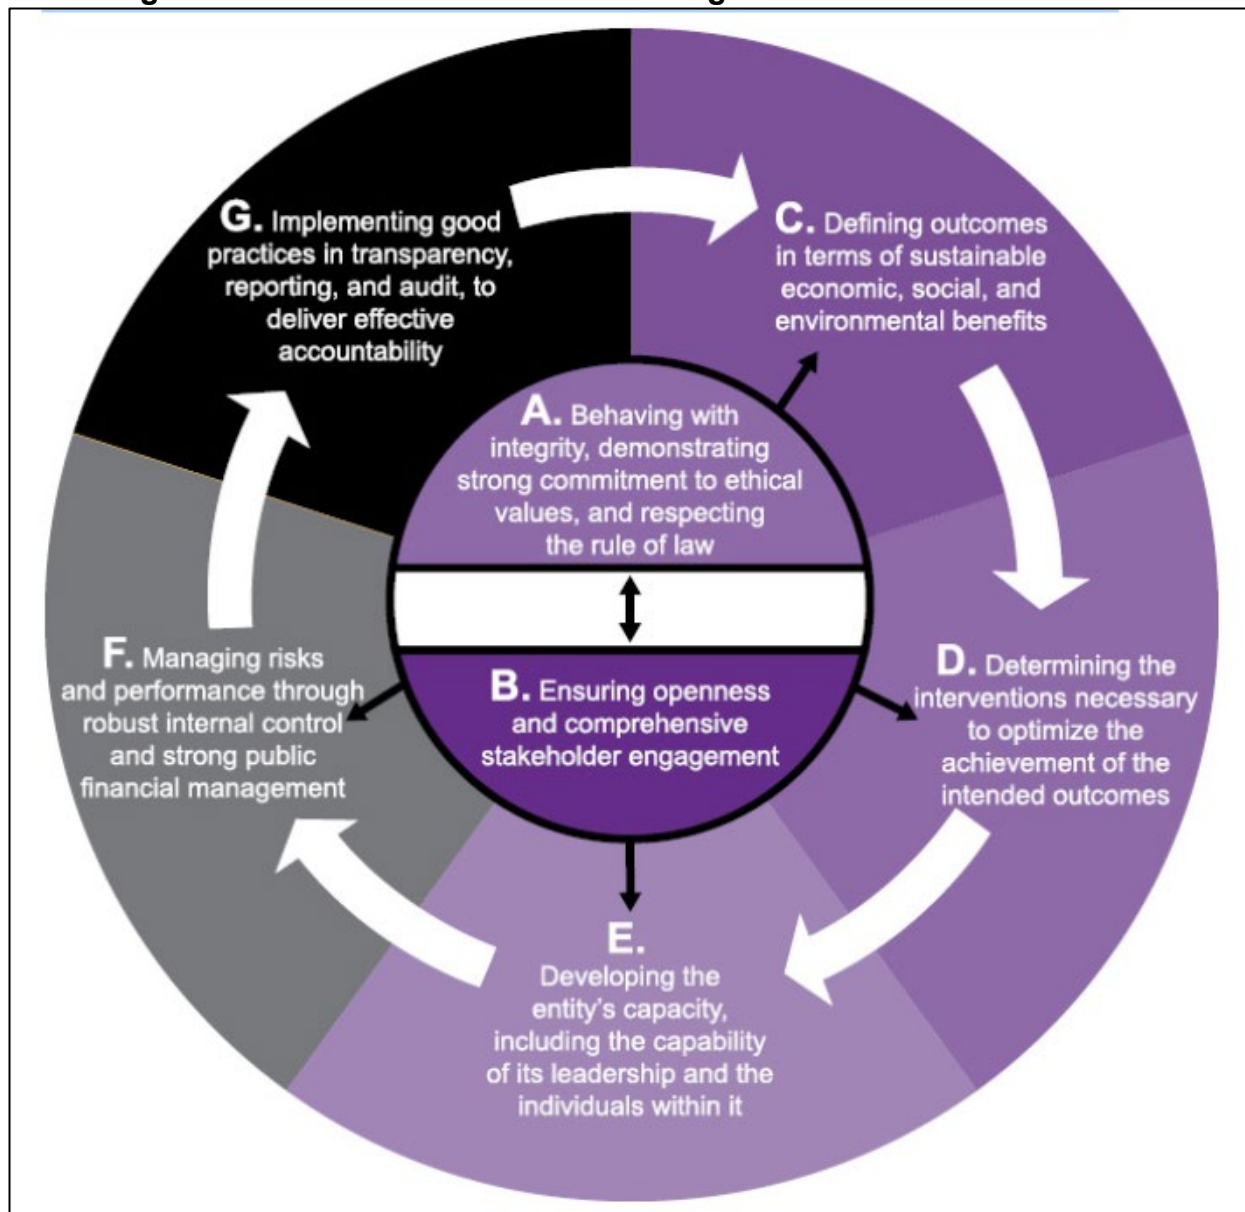 G. Implementing good
practices in transparency,
reporting, and audit, to
deliver effective
accountability
C. Defining outcomes
in terms of sustainable
economic, social, and
environmental benefits
A. Behaving with
integrity, demonstrating
strong commitment to ethical
values, and respecting
the rule of law
B. Ensuring openness
and comprehensive
stakeholder engagement
F. Managing risks
and performance through
robust internal control
and strong public
financial management
D. Determining the
interventions necessary
to optimize the
achievement of the
intended outcomes
E.
Developing the
entity's capacity,
including the capability
of its leadership and the
individuals within it